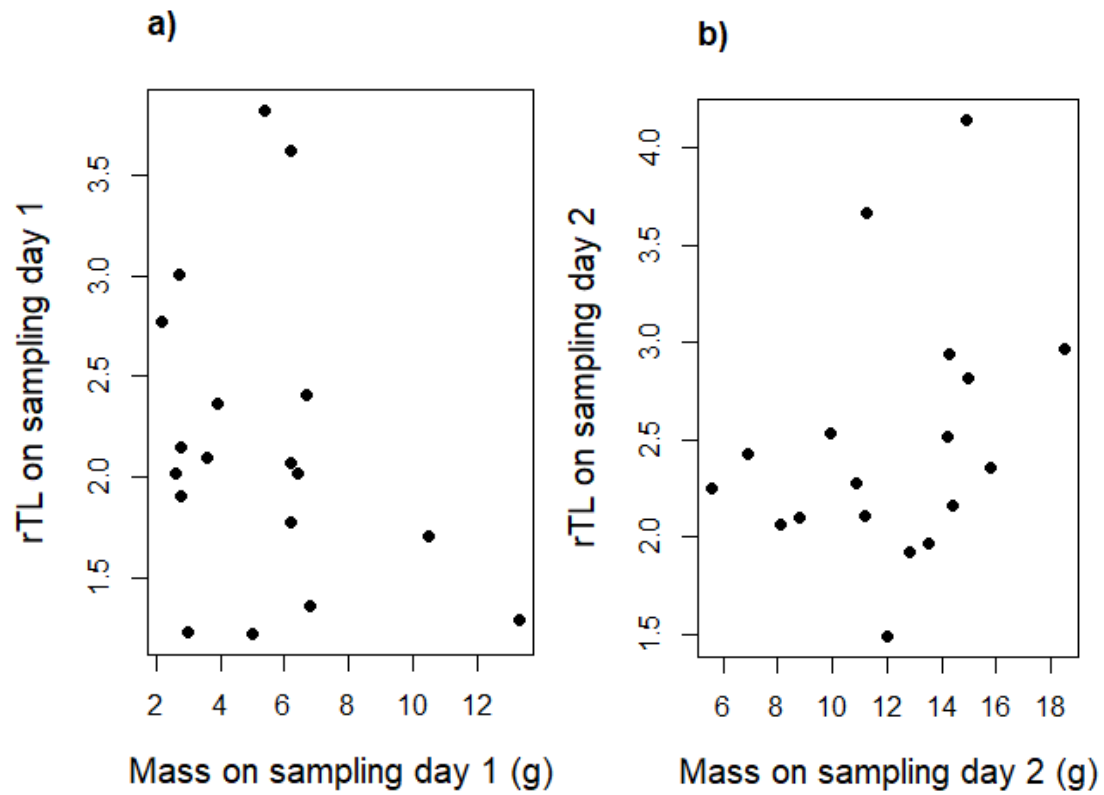 a)
rTL on sampling day 1
3.5
3.0
2.5
2.0
1.5
2 4 6 8 10 12
Mass on sampling day 1 (g)
b)
rTL on sampling day 2
4.0
3.5
3.0
2.5
2.0
1.5
6 8 10 12 14 16 18
Mass on sampling day 2 (g)